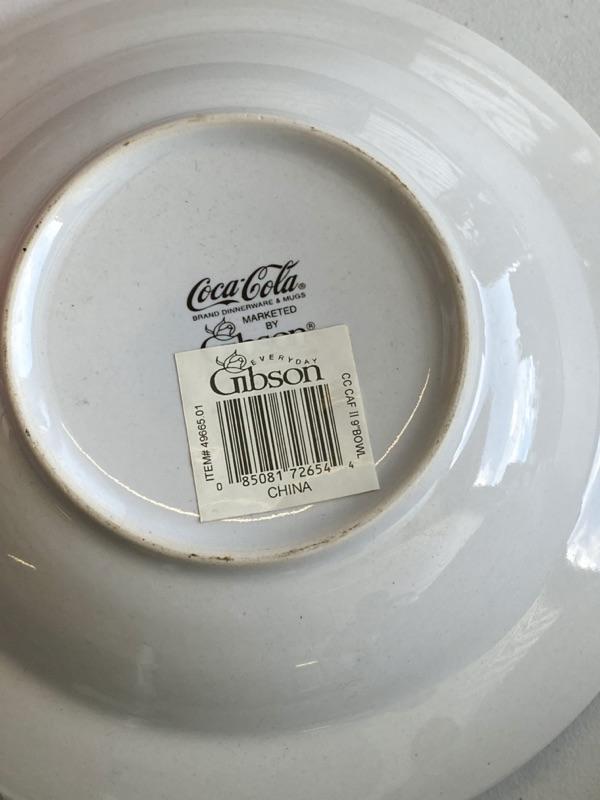 Coca-Cola®
BRAND DINNERWARE & MUGS
MARKETED
BY
Gibson®
EVERYDAY
Gibson
ITEM# 49665.01
CC CAF II 9"BOWL
0 85081 72654 4
CHINA